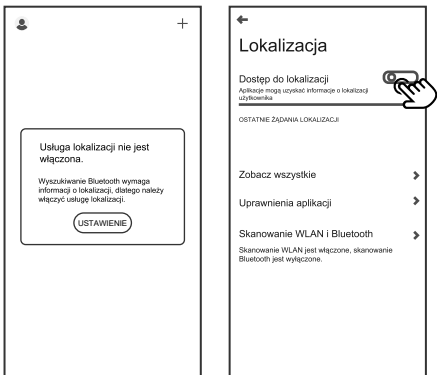 Usługa lokalizacji nie jest
włączona.
Wyszukiwanie Bluetooth wymaga
informacji o lokalizacji, dlatego należy
włączyć usługę lokalizacji.
USTAWIENIE
Lokalizacja
Dostęp do lokalizacji
Aplikacje mogą uzyskać informacje o lokalizacji
użytkownika
OSTATNIE ŻĄDANIA LOKALIZACJI
Zobacz wszystkie
Uprawnienia aplikacji
Skanowanie WLAN i Bluetooth
Skanowanie WLAN jest włączone, skanowanie
Bluetooth jest wyłączone.